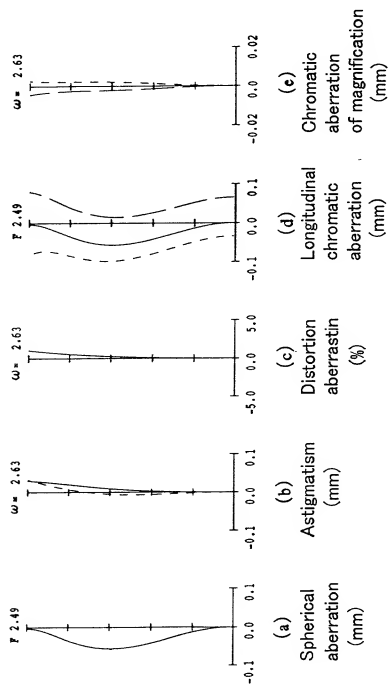 F 2.49
-0.1 0.0 0.1
(a)
Spherical
aberration
(mm)
ω= 2.63
-0.1 0.0 0.1
(b)
Astigmatism
(mm)
ω= 2.63
-5.0 0.0 5.0
(c)
Distortion
aberrastin
(%)
F 2.49
-0.1 0.0 0.1
(d)
Longitudinal
chromatic
aberration
(mm)
ω= 2.63
-0.02 0.0 0.02
(e)
Chromatic
aberration
of magnification
(mm)